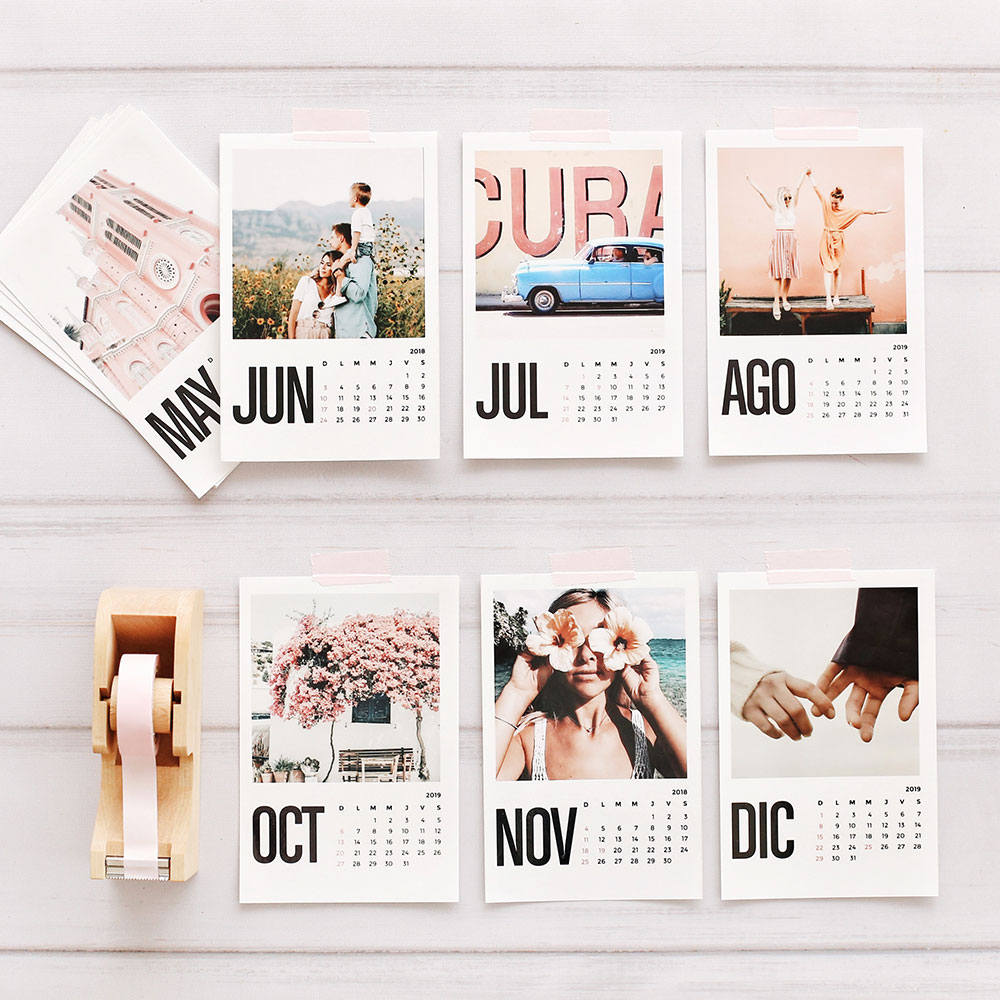 MAY
D
2018
JUN
D L M M J V S
1 2
3 4 5 6 7 8 9
10 11 12 13 14 15 16
17 18 19 20 21 22 23
24 25 26 27 28 29 30
CUBA
2019
JUL
D L M M J V S
1 2 3 4 5 6
7 8 9 10 11 12 13
14 15 16 17 18 19 20
21 22 23 24 25 26 27
28 29 30 31
2019
AGO
D L M M J V S
1 2 3
4 5 6 7 8 9 10
11 12 13 14 15 16 17
18 19 20 21 22 23 24
25 26 27 28 29 30 31
2019
OCT
D L M M J V S
1 2 3 4 5
6 7 8 9 10 11 12
13 14 15 16 17 18 19
20 21 22 23 24 25 26
27 28 29 30 31
2018
NOV
D L M M J V S
1 2 3
4 5 6 7 8 9 10
11 12 13 14 15 16 17
18 19 20 21 22 23 24
25 26 27 28 29 30
2019
DIC
D L M M J V S
1 2 3 4 5 6 7
8 9 10 11 12 13 14
15 16 17 18 19 20 21
22 23 24 25 26 27 28
29 30 31